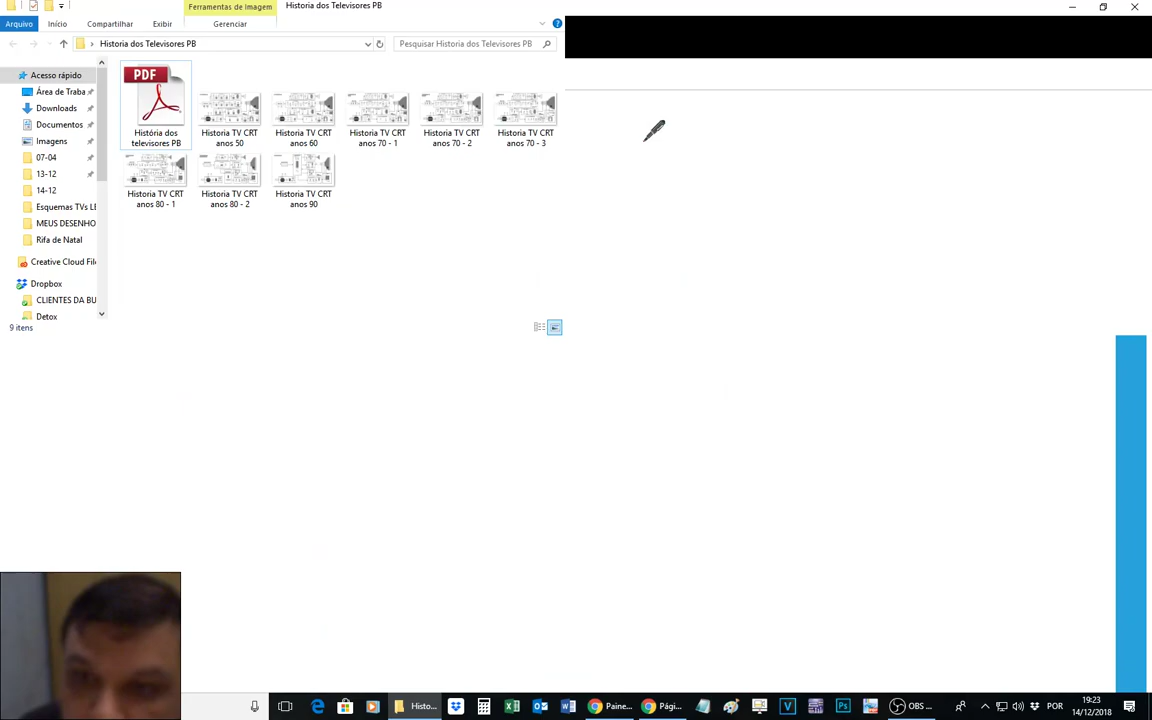 Ferramentas de Imagem
Historia dos Televisores PB
Arquivo
Início
Compartilhar
Exibir
Gerenciar
Historia dos Televisores PB
Pesquisar Historia dos Televisores PB
Acesso rápido
Área de Traba
Downloads
Documentos
Imagens
07-04
13-12
14-12
Esquemas TVs LE
MEUS DESENHO
Rifa de Natal
Creative Cloud File
Dropbox
CLIENTES DA BU
Detox
PDF
História dos
televisores PB
Historia TV CRT
anos 50
Historia TV CRT
anos 60
Historia TV CRT
anos 70 - 1
Historia TV CRT
anos 70 - 2
Historia TV CRT
anos 70 - 3
Historia TV CRT
anos 80 - 1
Historia TV CRT
anos 80 - 2
Historia TV CRT
anos 90
9 itens
Histo...
Paine...
Pági...
OBS ...
POR
19:23
14/12/2018